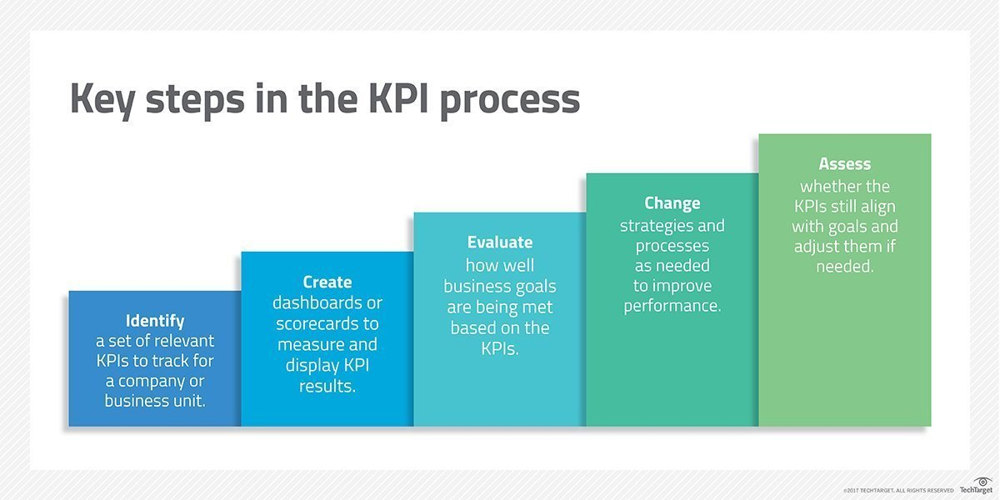 Key steps in the KPI process
Identify
a set of relevant
KPIs to track for
a company or
business unit.
Create
dashboards or
scorecards to
measure and
display KPI
results.
Evaluate
how well
business goals
are being met
based on the
KPIs.
Change
strategies and
processes
as needed
to improve
performance.
Assess
whether the
KPIs still align
with goals and
adjust them if
needed.
©2017 TECHTARGET. ALL RIGHTS RESERVED
TechTarget